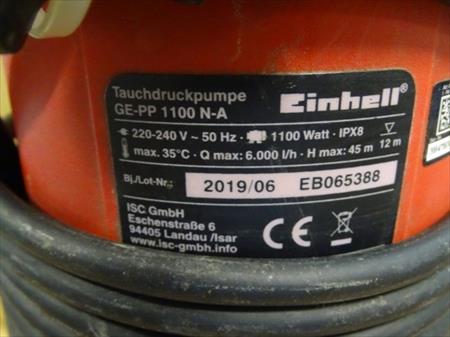 Tauchdruckpumpe
GE-PP 1100 N-A
Einhell
220-240 V ~ 50 Hz · 1100 Watt · IPX8
max. 35°C · Q max: 6.000 l/h · H max: 45 m 12 m
Bj./Lot-Nr.: 2019/06 EB065388
ISC GmbH
Eschenstraße 6
94405 Landau /Isar
www.isc-gmbh.info
CE